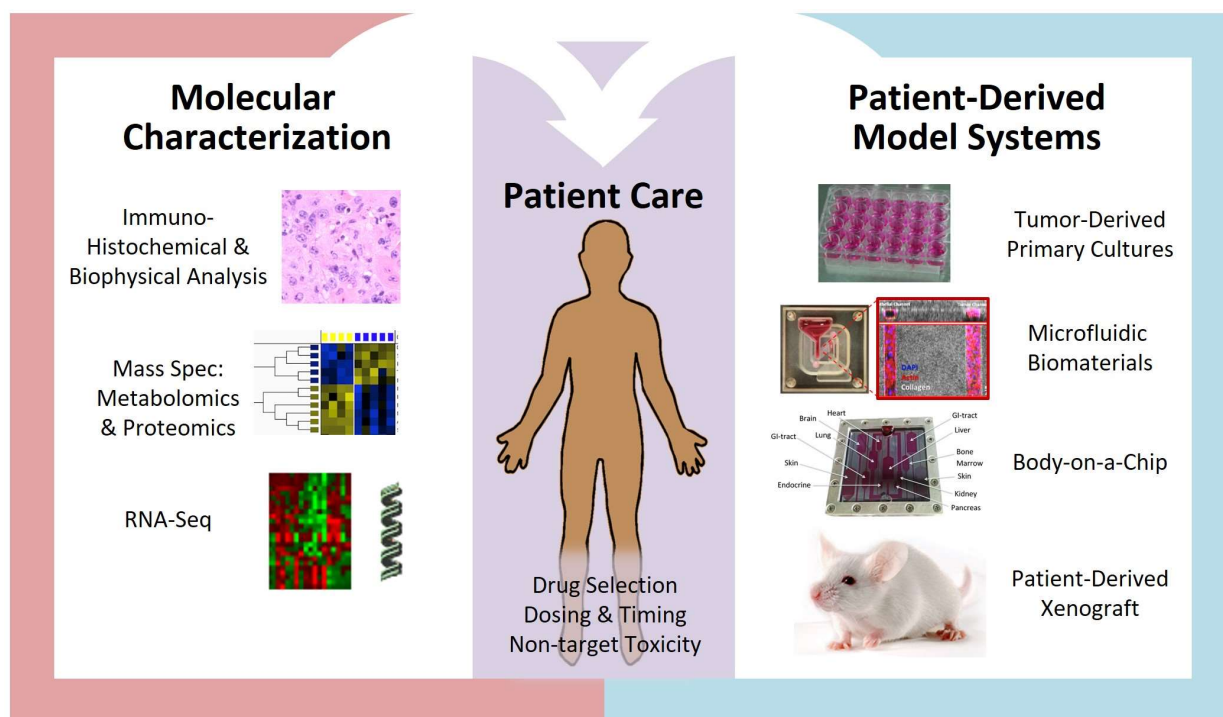 Molecular
Characterization
Immuno-
Histochemical &
Biophysical Analysis
Mass Spec:
Metabolomics
& Proteomics
RNA-Seq
Patient Care
Drug Selection
Dosing & Timing
Non-target Toxicity
Patient-Derived
Model Systems
Tumor-Derived
Primary Cultures
DAPI
Actin
Collagen
Microfluidic
Biomaterials
Brain
Heart
GI-tract
Lung
Skin
Endocrine
GI-tract
Liver
Bone
Marrow
Skin
Kidney
Pancreas
Body-on-a-Chip
Patient-Derived
Xenograft